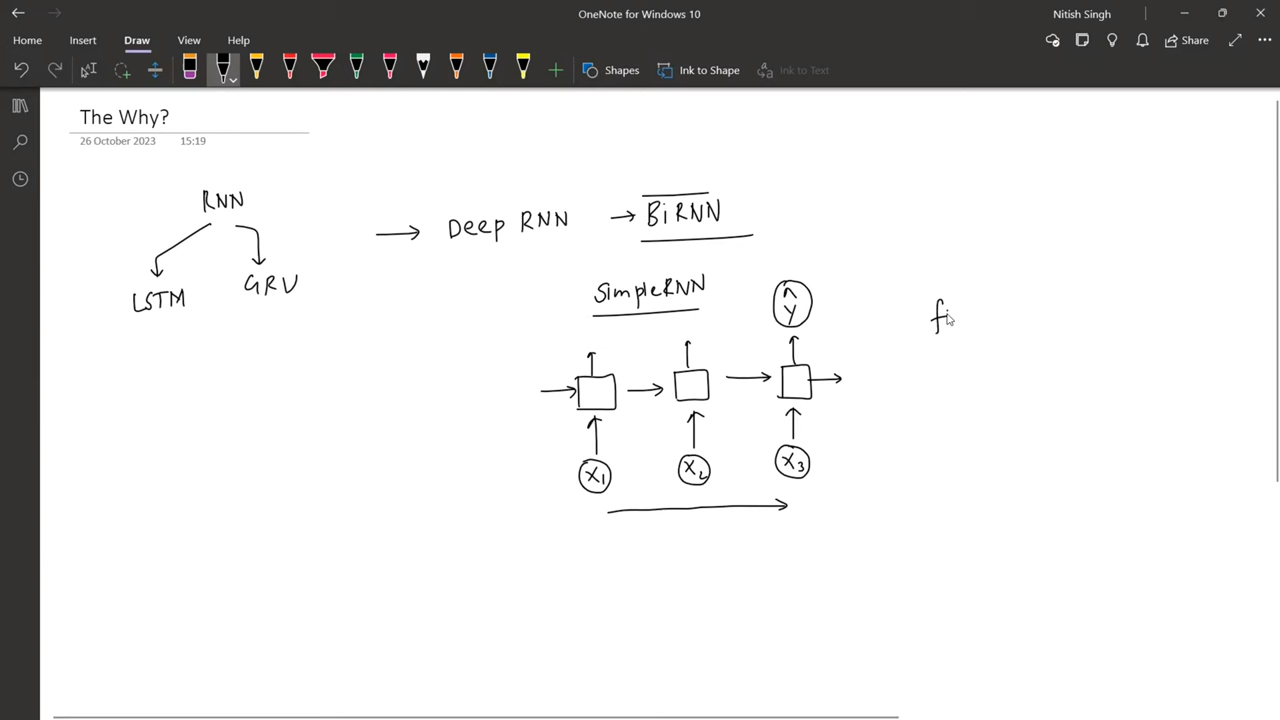 OneNote for Windows 10
Nitish Singh
Home Insert Draw View Help
Share
Shapes Ink to Shape Ink to Text
The Why?
26 October 2023 15:19
RNN
→ Deep RNN → BiRNN
LSTM GRU
SimpleRNN
ŷ
fi
X1 X2 X3